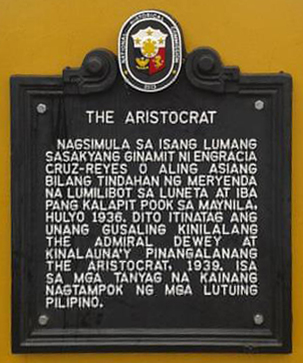 NATIONAL HISTORICAL COMMISSION
2013
THE ARISTOCRAT
NAGSIMULA SA ISANG LUMANG
SASAKYANG GINAMIT NI ENGRACIA
CRUZ-REYES O ALING ASIANG
BILANG TINDAHAN NG MERYENDA
NA LUMILIBOT SA LUNETA AT IBA
PANG KALAPIT POOK SA MAYNILA,
HULYO 1936. DITO ITINATAG ANG
UNANG GUSALING KINILALANG
THE ADMIRAL DEWEY AT
KINALAUNA'Y PINANGALANANG
THE ARISTOCRAT, 1939. ISA
SA MGA TANYAG NA KAINANG
NAGTAMPOK NG MGA LUTUING
PILIPINO.